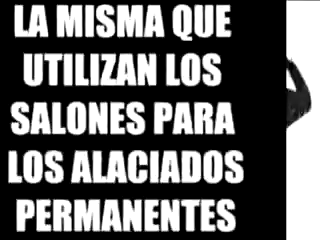 LA MISMA QUE
UTILIZAN LOS
SALONES PARA
LOS ALACIADOS
PERMANENTES